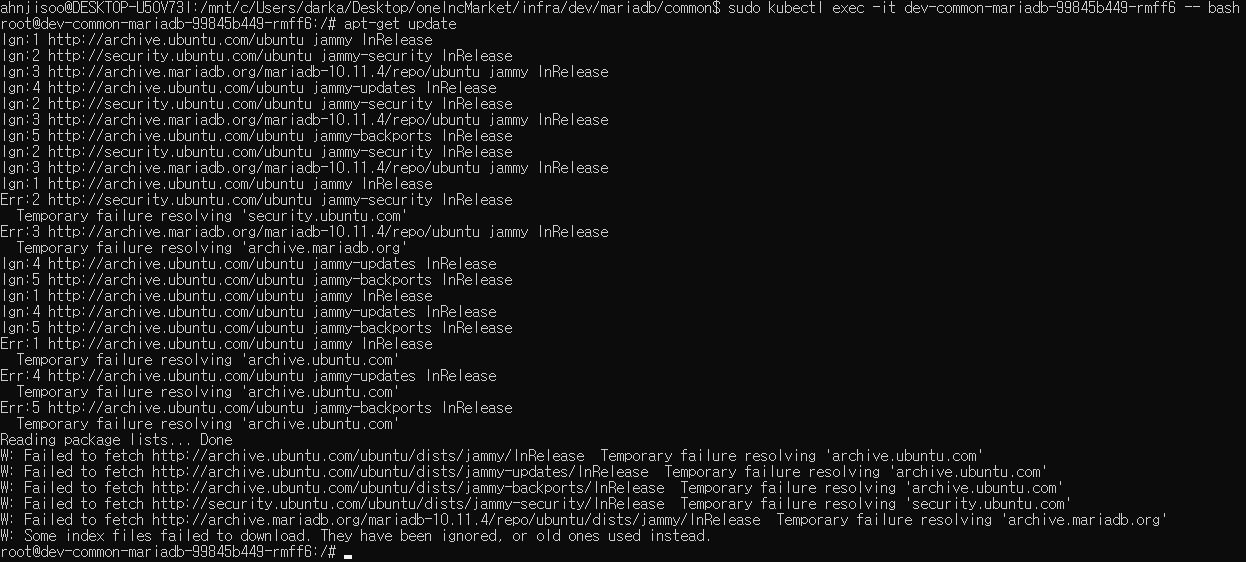 ahnjisoo@DESKTOP-U5OV73I:/mnt/c/Users/darka/Desktop/oneIncMarket/infra/dev/mariadb/common$ sudo kubectl exec -it dev-common-mariadb-99845b449-rmff6 -- bash
root@dev-common-mariadb-99845b449-rmff6:/# apt-get update
Ign:1 http://archive.ubuntu.com/ubuntu jammy InRelease
Ign:2 http://security.ubuntu.com/ubuntu jammy-security InRelease
Ign:3 http://archive.mariadb.org/mariadb-10.11.4/repo/ubuntu jammy InRelease
Ign:4 http://archive.ubuntu.com/ubuntu jammy-updates InRelease
Ign:2 http://security.ubuntu.com/ubuntu jammy-security InRelease
Ign:3 http://archive.mariadb.org/mariadb-10.11.4/repo/ubuntu jammy InRelease
Ign:5 http://archive.ubuntu.com/ubuntu jammy-backports InRelease
Ign:2 http://security.ubuntu.com/ubuntu jammy-security InRelease
Ign:3 http://archive.mariadb.org/mariadb-10.11.4/repo/ubuntu jammy InRelease
Ign:1 http://archive.ubuntu.com/ubuntu jammy InRelease
Err:2 http://security.ubuntu.com/ubuntu jammy-security InRelease
  Temporary failure resolving 'security.ubuntu.com'
Err:3 http://archive.mariadb.org/mariadb-10.11.4/repo/ubuntu jammy InRelease
  Temporary failure resolving 'archive.mariadb.org'
Ign:4 http://archive.ubuntu.com/ubuntu jammy-updates InRelease
Ign:5 http://archive.ubuntu.com/ubuntu jammy-backports InRelease
Ign:1 http://archive.ubuntu.com/ubuntu jammy InRelease
Ign:4 http://archive.ubuntu.com/ubuntu jammy-updates InRelease
Ign:5 http://archive.ubuntu.com/ubuntu jammy-backports InRelease
Err:1 http://archive.ubuntu.com/ubuntu jammy InRelease
  Temporary failure resolving 'archive.ubuntu.com'
Err:4 http://archive.ubuntu.com/ubuntu jammy-updates InRelease
  Temporary failure resolving 'archive.ubuntu.com'
Err:5 http://archive.ubuntu.com/ubuntu jammy-backports InRelease
  Temporary failure resolving 'archive.ubuntu.com'
Reading package lists... Done
W: Failed to fetch http://archive.ubuntu.com/ubuntu/dists/jammy/InRelease  Temporary failure resolving 'archive.ubuntu.com'
W: Failed to fetch http://archive.ubuntu.com/ubuntu/dists/jammy-updates/InRelease  Temporary failure resolving 'archive.ubuntu.com'
W: Failed to fetch http://archive.ubuntu.com/ubuntu/dists/jammy-backports/InRelease  Temporary failure resolving 'archive.ubuntu.com'
W: Failed to fetch http://security.ubuntu.com/ubuntu/dists/jammy-security/InRelease  Temporary failure resolving 'security.ubuntu.com'
W: Failed to fetch http://archive.mariadb.org/mariadb-10.11.4/repo/ubuntu/dists/jammy/InRelease  Temporary failure resolving 'archive.mariadb.org'
W: Some index files failed to download. They have been ignored, or old ones used instead.
root@dev-common-mariadb-99845b449-rmff6:/#